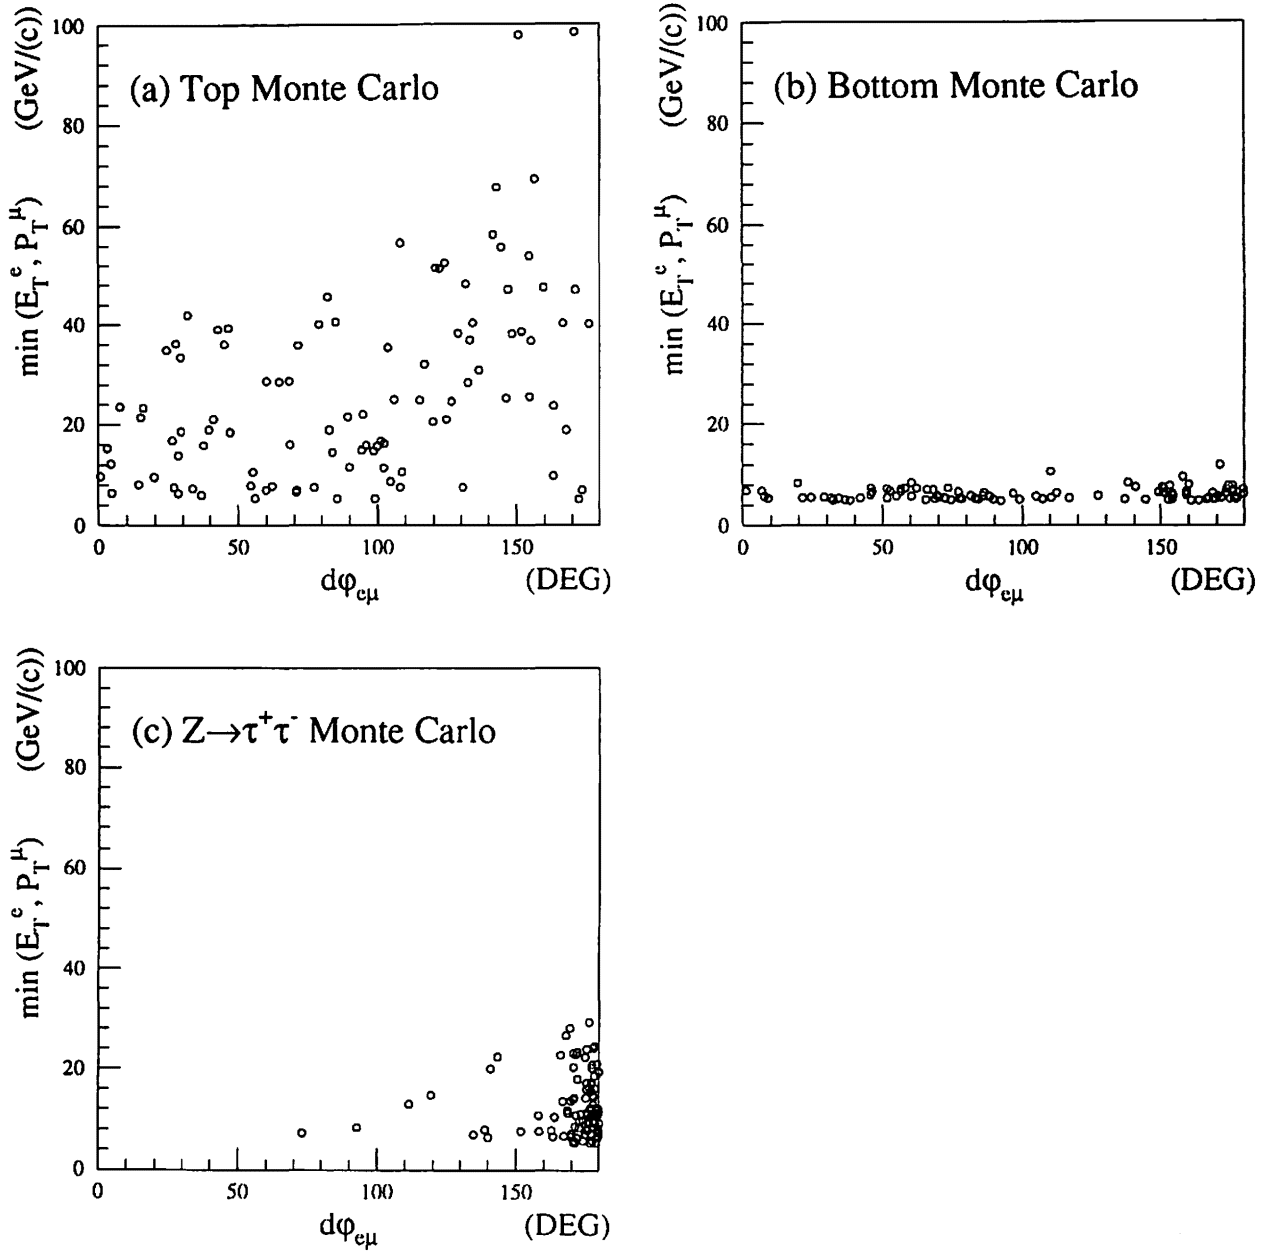 (a) Top Monte Carlo
min (E_T^e, P_T^μ) (GeV/(c))
100
80
60
40
20
0
0 50 100 150
dφ_eμ (DEG)
(b) Bottom Monte Carlo
min (E_T^e, P_T^μ) (GeV/(c))
100
80
60
40
20
0
0 50 100 150
dφ_eμ (DEG)
(c) Z→τ⁺τ⁻ Monte Carlo
min (E_T^e, P_T^μ) (GeV/(c))
100
80
60
40
20
0
0 50 100 150
dφ_eμ (DEG)